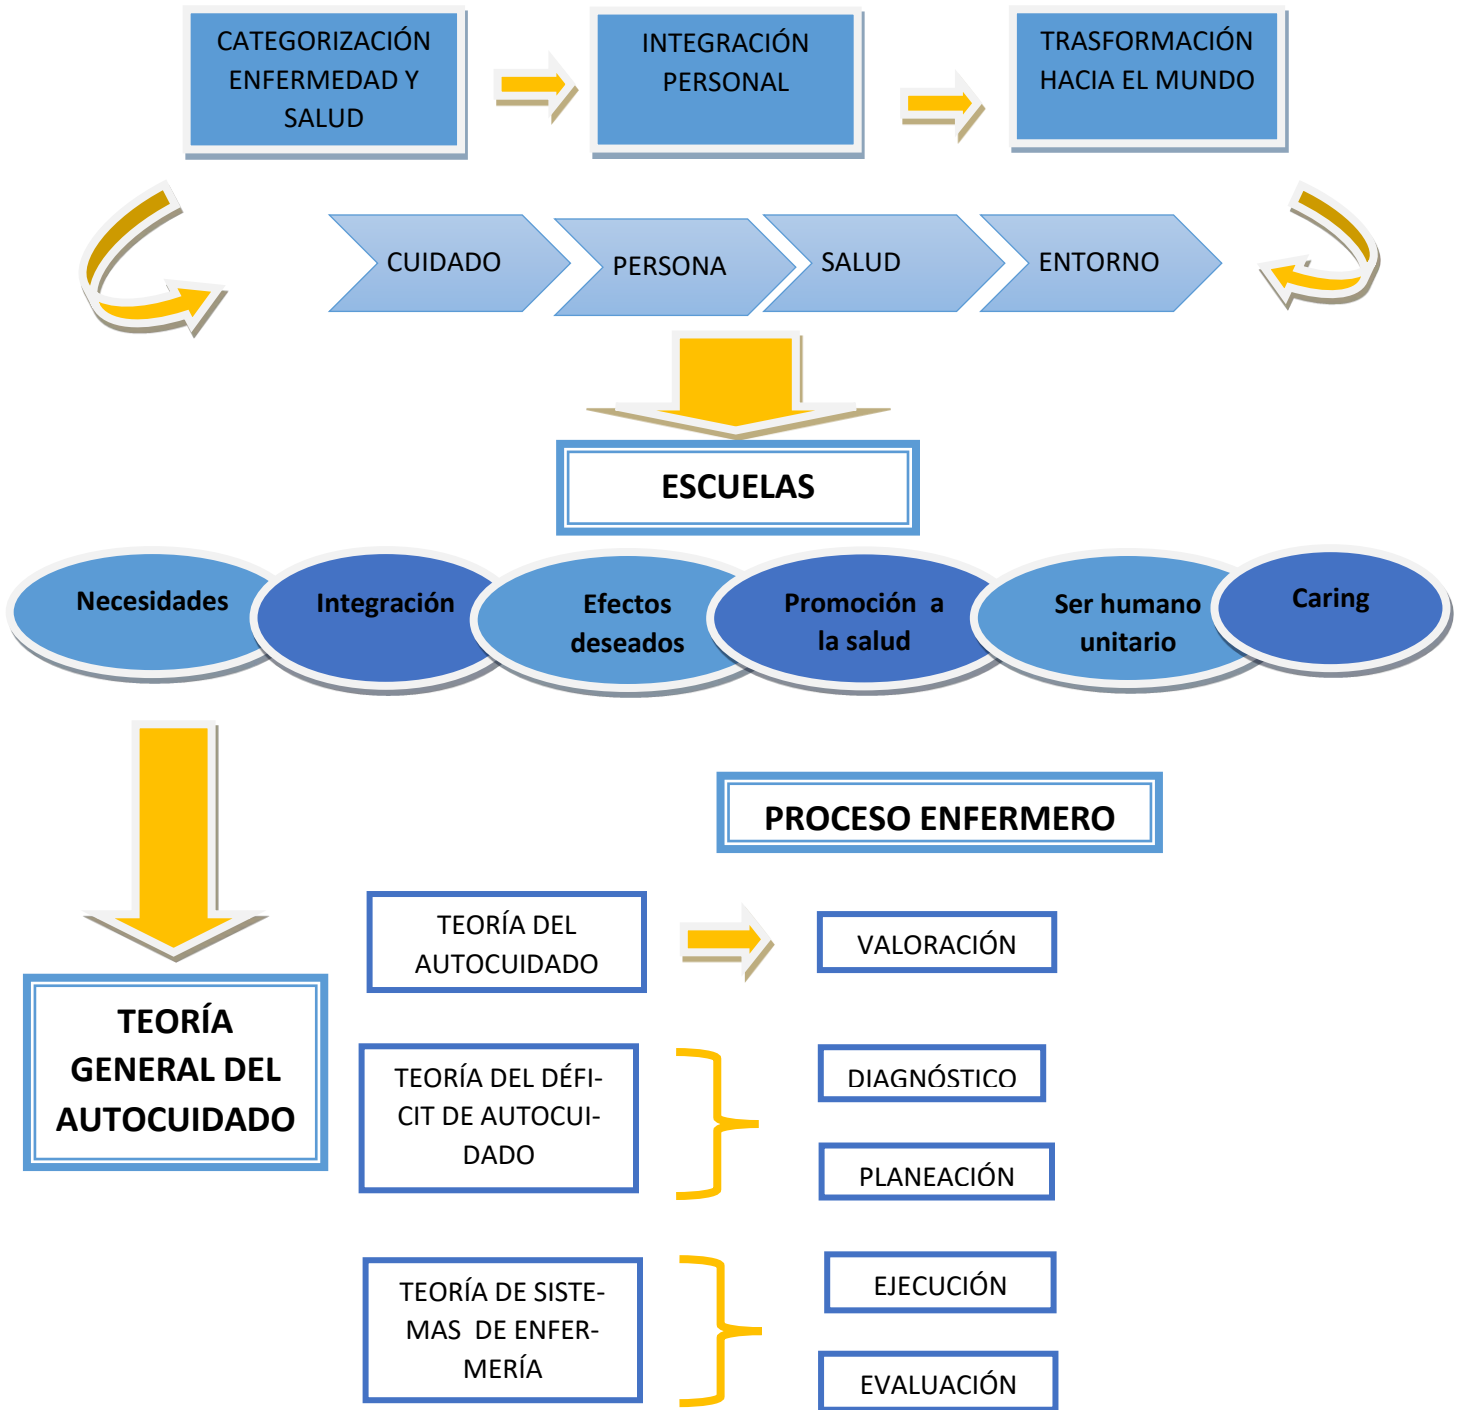 CATEGORIZACIÓN
ENFERMEDAD Y
SALUD
INTEGRACIÓN
PERSONAL
TRASFORMACIÓN
HACIA EL MUNDO
CUIDADO
PERSONA
SALUD
ENTORNO
ESCUELAS
Necesidades
Integración
Efectos
deseados
Promoción  a
la salud
Ser humano
unitario
Caring
PROCESO ENFERMERO
TEORÍA
GENERAL DEL
AUTOCUIDADO
TEORÍA DEL
AUTOCUIDADO
VALORACIÓN
TEORÍA DEL DÉFI-
CIT DE AUTOCUI-
DADO
DIAGNÓSTICO
PLANEACIÓN
TEORÍA DE SISTE-
MAS  DE ENFER-
MERÍA
EJECUCIÓN
EVALUACIÓN